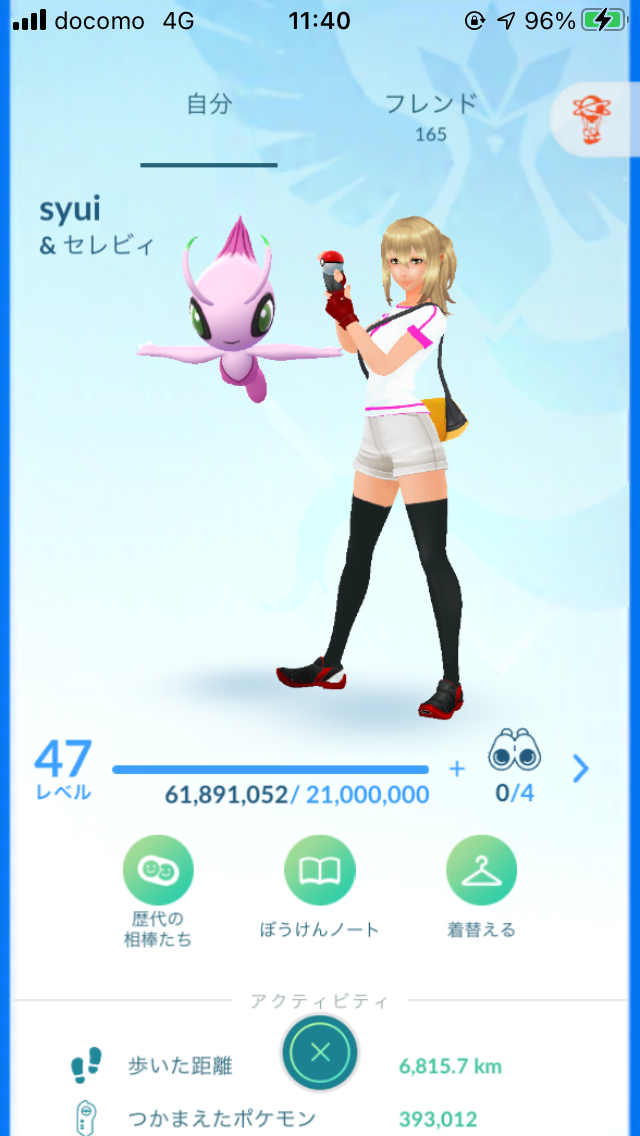 docomo 4G 11:40 96%
自分 フレンド
165
syui
& セレビィ
47
レベル
61,891,052/ 21,000,000
+
0/4
歴代の
相棒たち
ぼうけんノート
着替える
アクティビティ
歩いた距離 6,815.7 km
つかまえたポケモン 393,012